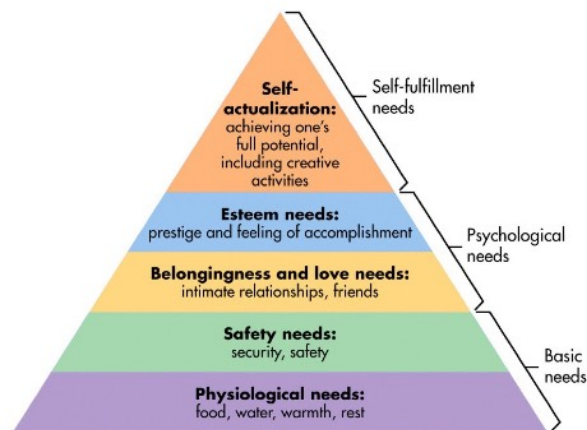 Self-
actualization:
achieving one's
full potential,
including creative
activities
Self-fulfillment
needs
Esteem needs:
prestige and feeling of accomplishment
Psychological
needs
Belongingness and love needs:
intimate relationships, friends
Safety needs:
security, safety
Basic
needs
Physiological needs:
food, water, warmth, rest